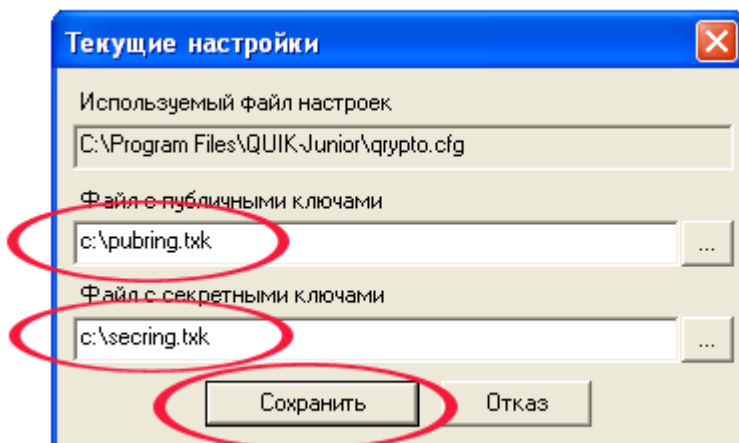 Текущие настройки
Используемый файл настроек
C:\Program Files\QUIK-Junior\qrypto.cfg
Файл с публичными ключами
c:\pubring.txk
...
Файл с секретными ключами
c:\secring.txk
...
Сохранить Отказ